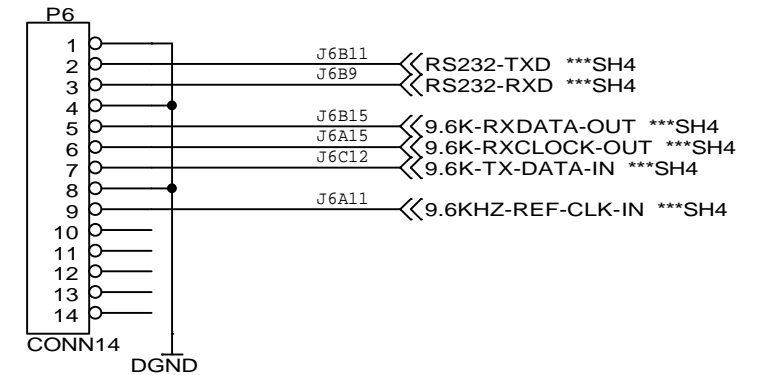 P6
1
2 J6B11 RS232-TXD ***SH4
3 J6B9 RS232-RXD ***SH4
4
5 J6B15 9.6K-RXDATA-OUT ***SH4
6 J6A15 9.6K-RXCLOCK-OUT ***SH4
7 J6C12 9.6K-TX-DATA-IN ***SH4
8
9 J6A11 9.6KHZ-REF-CLK-IN ***SH4
10
11
12
13
14
CONN14
DGND